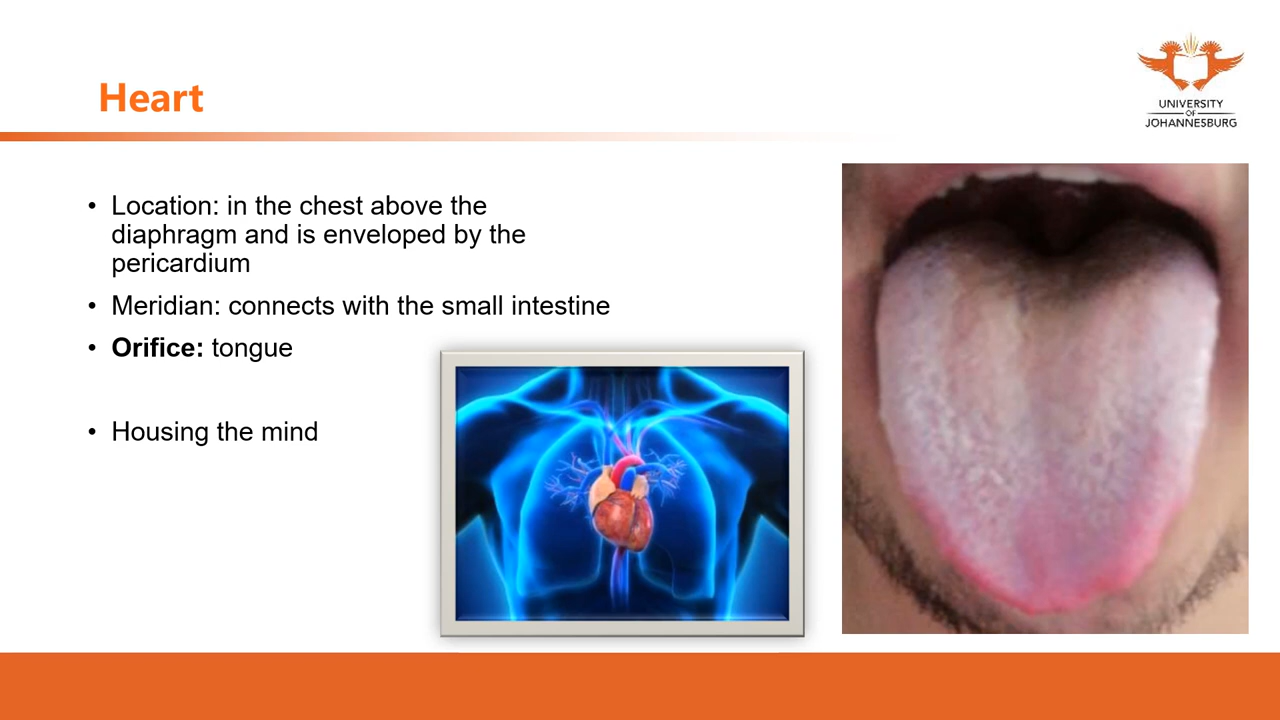 Heart
UNIVERSITY
OF
JOHANNESBURG
• Location: in the chest above the
diaphragm and is enveloped by the
pericardium
• Meridian: connects with the small intestine
• Orifice: tongue
• Housing the mind